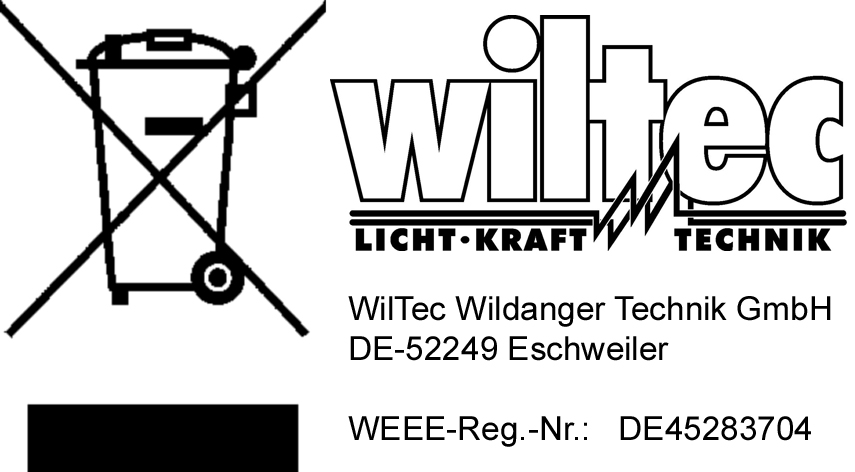 wiltec
LICHT·KRAFT TECHNIK
WilTec Wildanger Technik GmbH
DE-52249 Eschweiler
WEEE-Reg.-Nr.: DE45283704